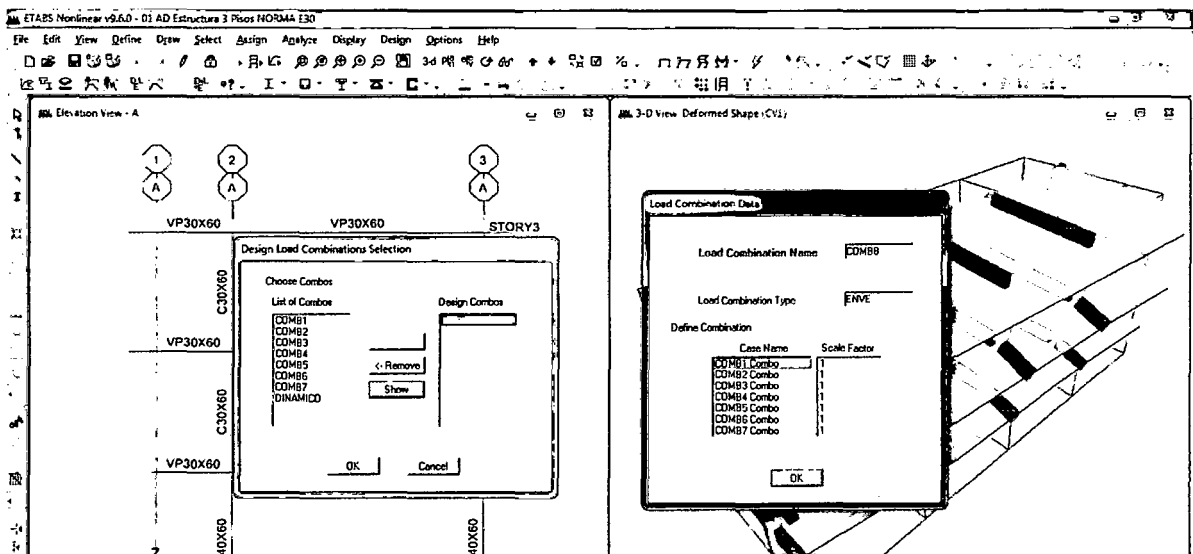 ETABS Nonlinear v9.6.0 - 01 AD Estructura 3 Pisos NORMA E30
File Edit View Define Draw Select Assign Analyze Display Design Options Help
3-d
Elevation View - A
3-D View Deformed Shape (CV1)
1 2 3
A A A
VP30X60 VP30X60 STORY3
C30X60
VP30X60
C30X60
VP30X60
40X60 40X60
Design Load Combinations Selection
Choose Combos
List of Combos Design Combos
COMB1
COMB2
COMB3
COMB4
COMB5
COMB6
COMB7
DINAMICO
<- Remove
Show
OK Cancel
Load Combination Data
Load Combination Name COMB8
Load Combination Type ENVE
Define Combination
Case Name Scale Factor
COMB1 Combo 1
COMB2 Combo 1
COMB3 Combo 1
COMB4 Combo 1
COMB5 Combo 1
COMB6 Combo 1
COMB7 Combo 1
OK